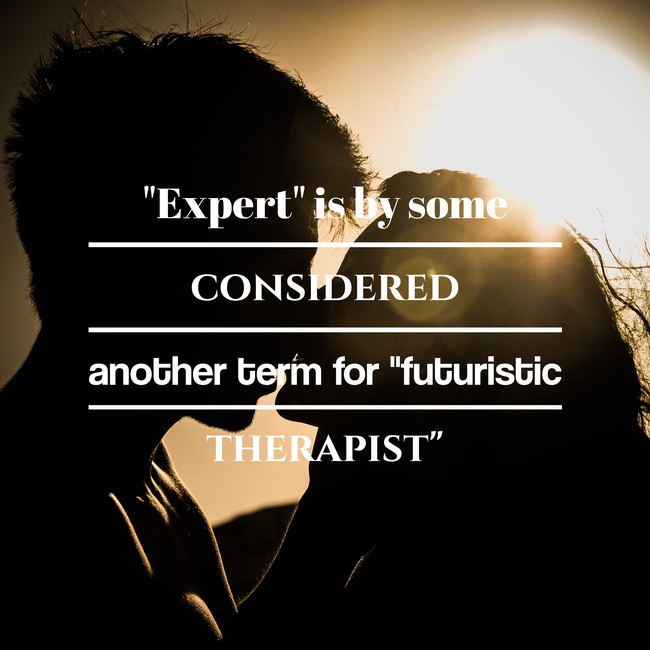 "Expert" is by some
CONSIDERED
another term for "futuristic
THERAPIST”